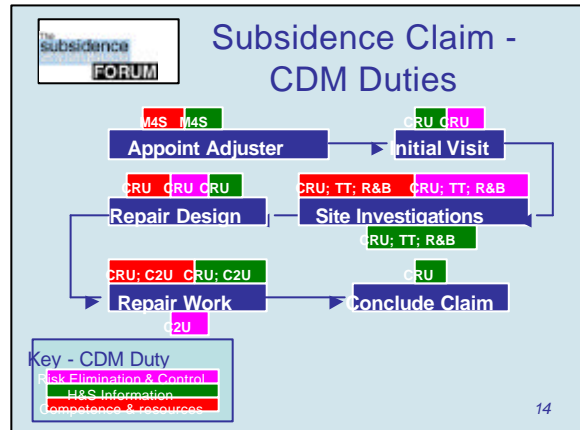 The
subsidence
FORUM
Subsidence Claim -
CDM Duties
M4S M4S
CRU CRU
Appoint Adjuster
Initial Visit
CRU CRU CRU
CRU; TT; R&B CRU; TT; R&B
Repair Design
Site Investigations
CRU; TT; R&B
CRU; C2U CRU; C2U
CRU
Repair Work
Conclude Claim
C2U
Key - CDM Duty
Risk Elimination & Control
H&S Information
Competence & resources
14